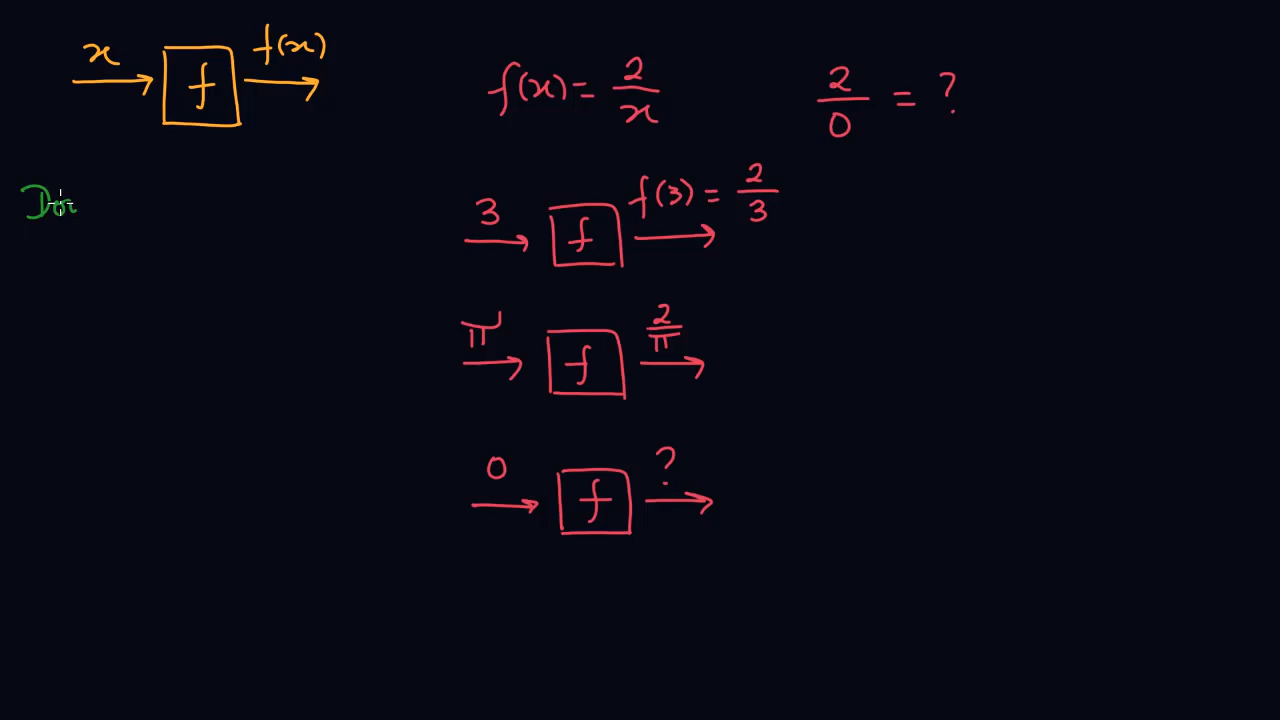 x f f(x)
f(x) = 2/x
2/0 = ?
3 f f(3) = 2/3
π f 2/π
0 f ?